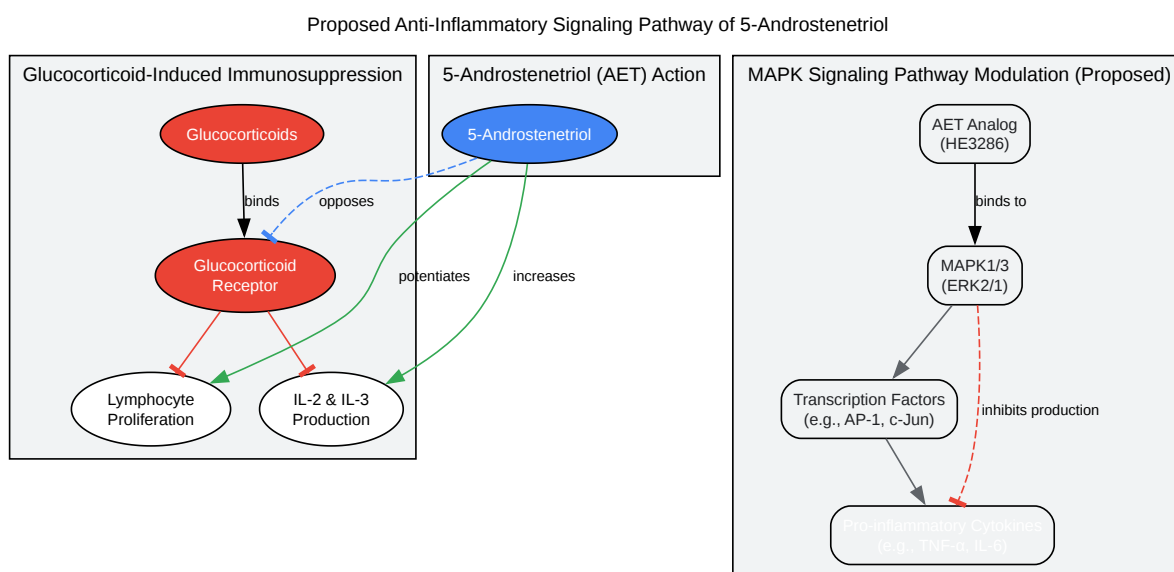 Proposed Anti-Inflammatory Signaling Pathway of 5-Androstenetriol
Glucocorticoid-Induced Immunosuppression
5-Androstenetriol (AET) Action
MAPK Signaling Pathway Modulation (Proposed)
Glucocorticoids
5-Androstenetriol
AET Analog
(HE3286)
binds
opposes
binds to
Glucocorticoid
Receptor
potentiates
increases
MAPK1/3
(ERK2/1)
Lymphocyte
Proliferation
IL-2 & IL-3
Production
Transcription Factors
(e.g., AP-1, c-Jun)
inhibits production
Pro-inflammatory Cytokines
(e.g., TNF-α, IL-6)